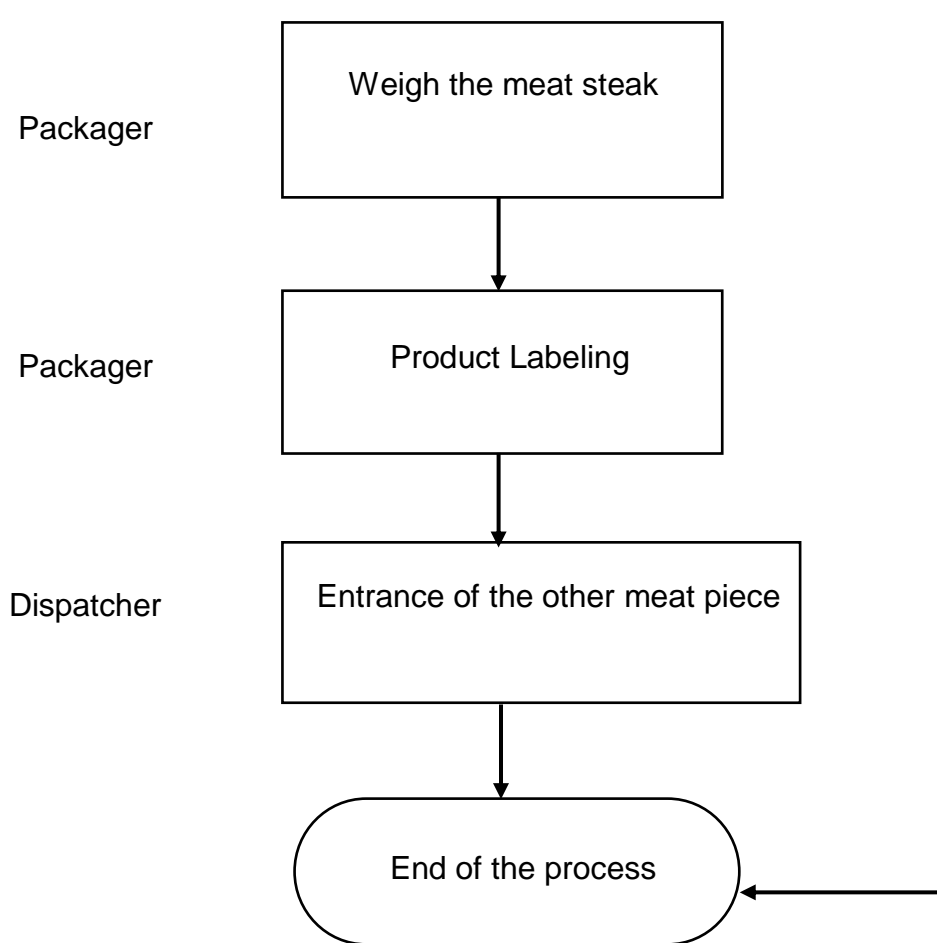 Weigh the meat steak
Packager
Product Labeling
Packager
Entrance of the other meat piece
Dispatcher
End of the process